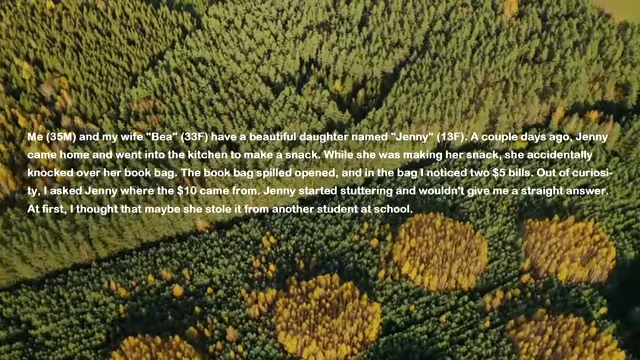 Me (35M) and my wife "Bea" (33F) have a beautiful daughter named "Jenny" (13F). A couple days ago, Jenny
came home and went into the kitchen to make a snack. While she was making her snack, she accidentally
knocked over her book bag. The book bag spilled opened, and in the bag I noticed two $5 bills. Out of curiosi-
ty, I asked Jenny where the $10 came from. Jenny started stuttering and wouldn't give me a straight answer.
At first, I thought that maybe she stole it from another student at school.